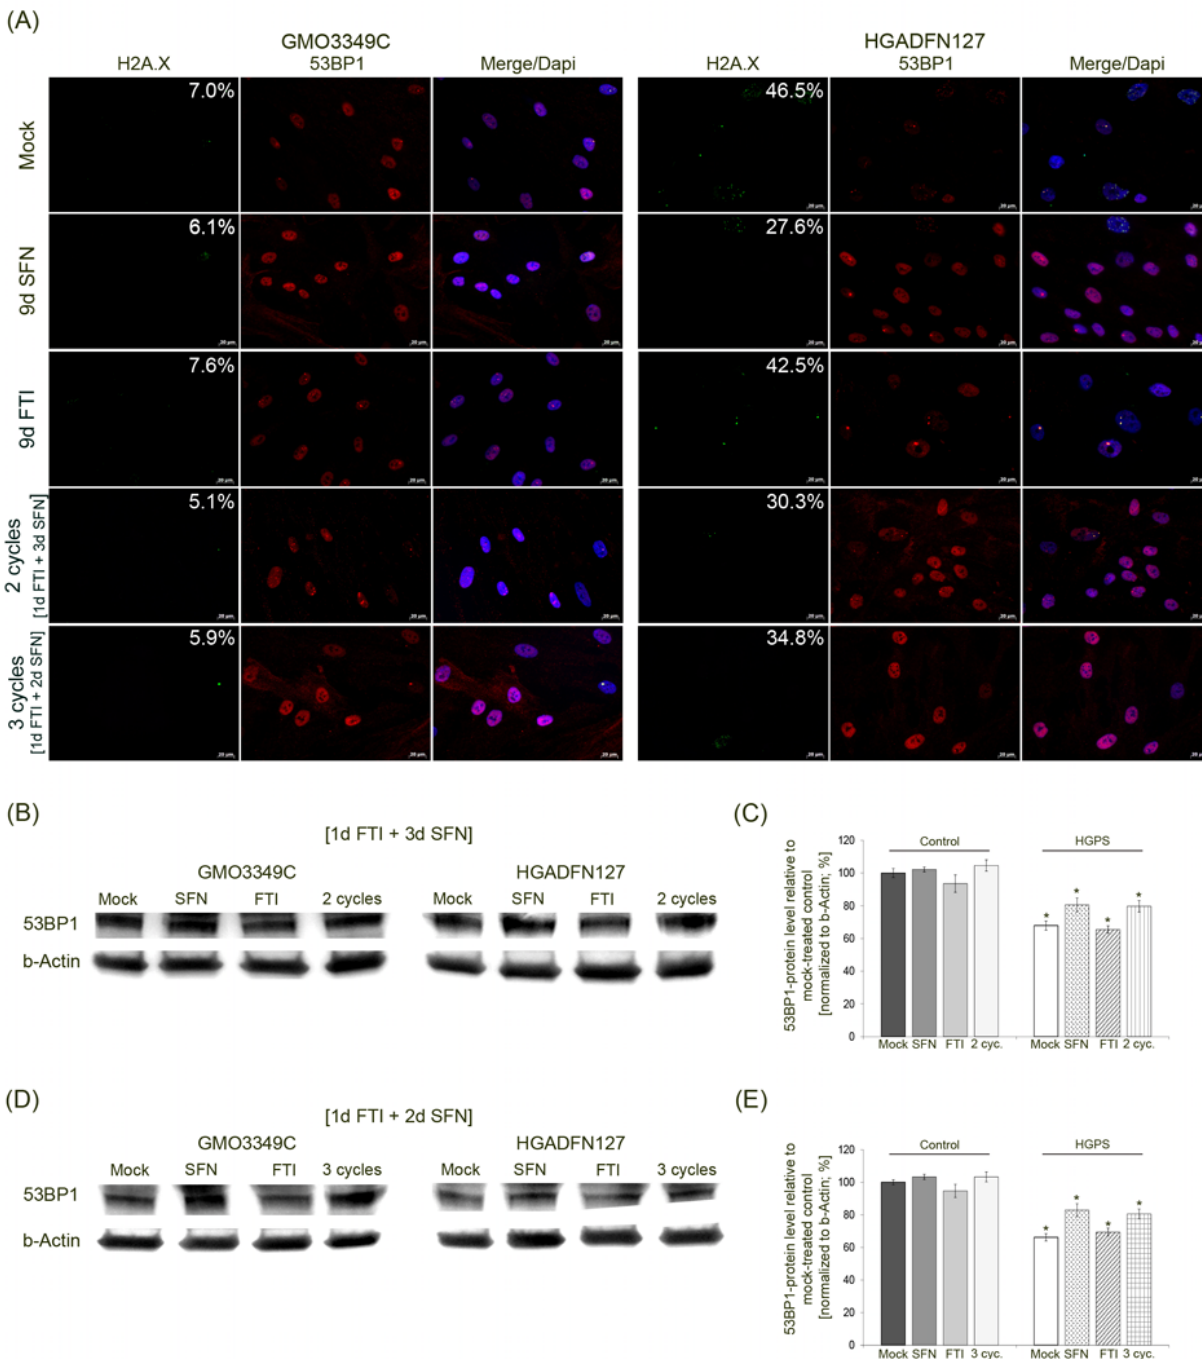 (A)
GMO3349C
HGADFN127
H2A.X 53BP1 Merge/Dapi H2A.X 53BP1 Merge/Dapi
Mock 7.0% 46.5%
9d SFN 6.1% 27.6%
9d FTI 7.6% 42.5%
2 cycles
[1d FTI + 3d SFN]
5.1% 30.3%
3 cycles
[1d FTI + 2d SFN]
5.9% 34.8%
(B)
[1d FTI + 3d SFN]
GMO3349C HGADFN127
Mock SFN FTI 2 cycles Mock SFN FTI 2 cycles
53BP1
b-Actin
(C)
53BP1-protein level relative to
mock-treated control
[normalized to b-Actin; %]
120
100
80
60
40
20
0
Control HGPS
* * * *
Mock SFN FTI 2 cyc. Mock SFN FTI 2 cyc.
(D)
[1d FTI + 2d SFN]
GMO3349C HGADFN127
Mock SFN FTI 3 cycles Mock SFN FTI 3 cycles
53BP1
b-Actin
(E)
53BP1-protein level relative to
mock-treated control
[normalized to b-Actin; %]
120
100
80
60
40
20
0
Control HGPS
* * * *
Mock SFN FTI 3 cyc. Mock SFN FTI 3 cyc.